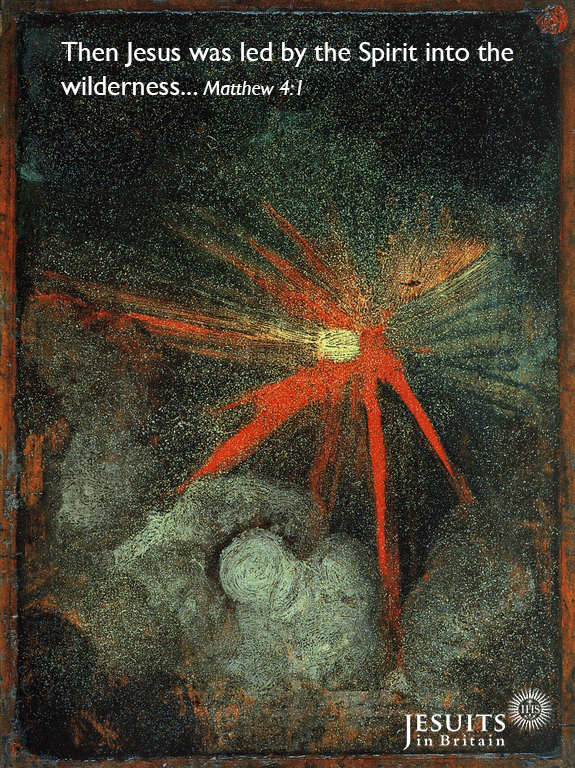 Then Jesus was led by the Spirit into the
wilderness... Matthew 4:1
IHS
JESUITS
in Britain